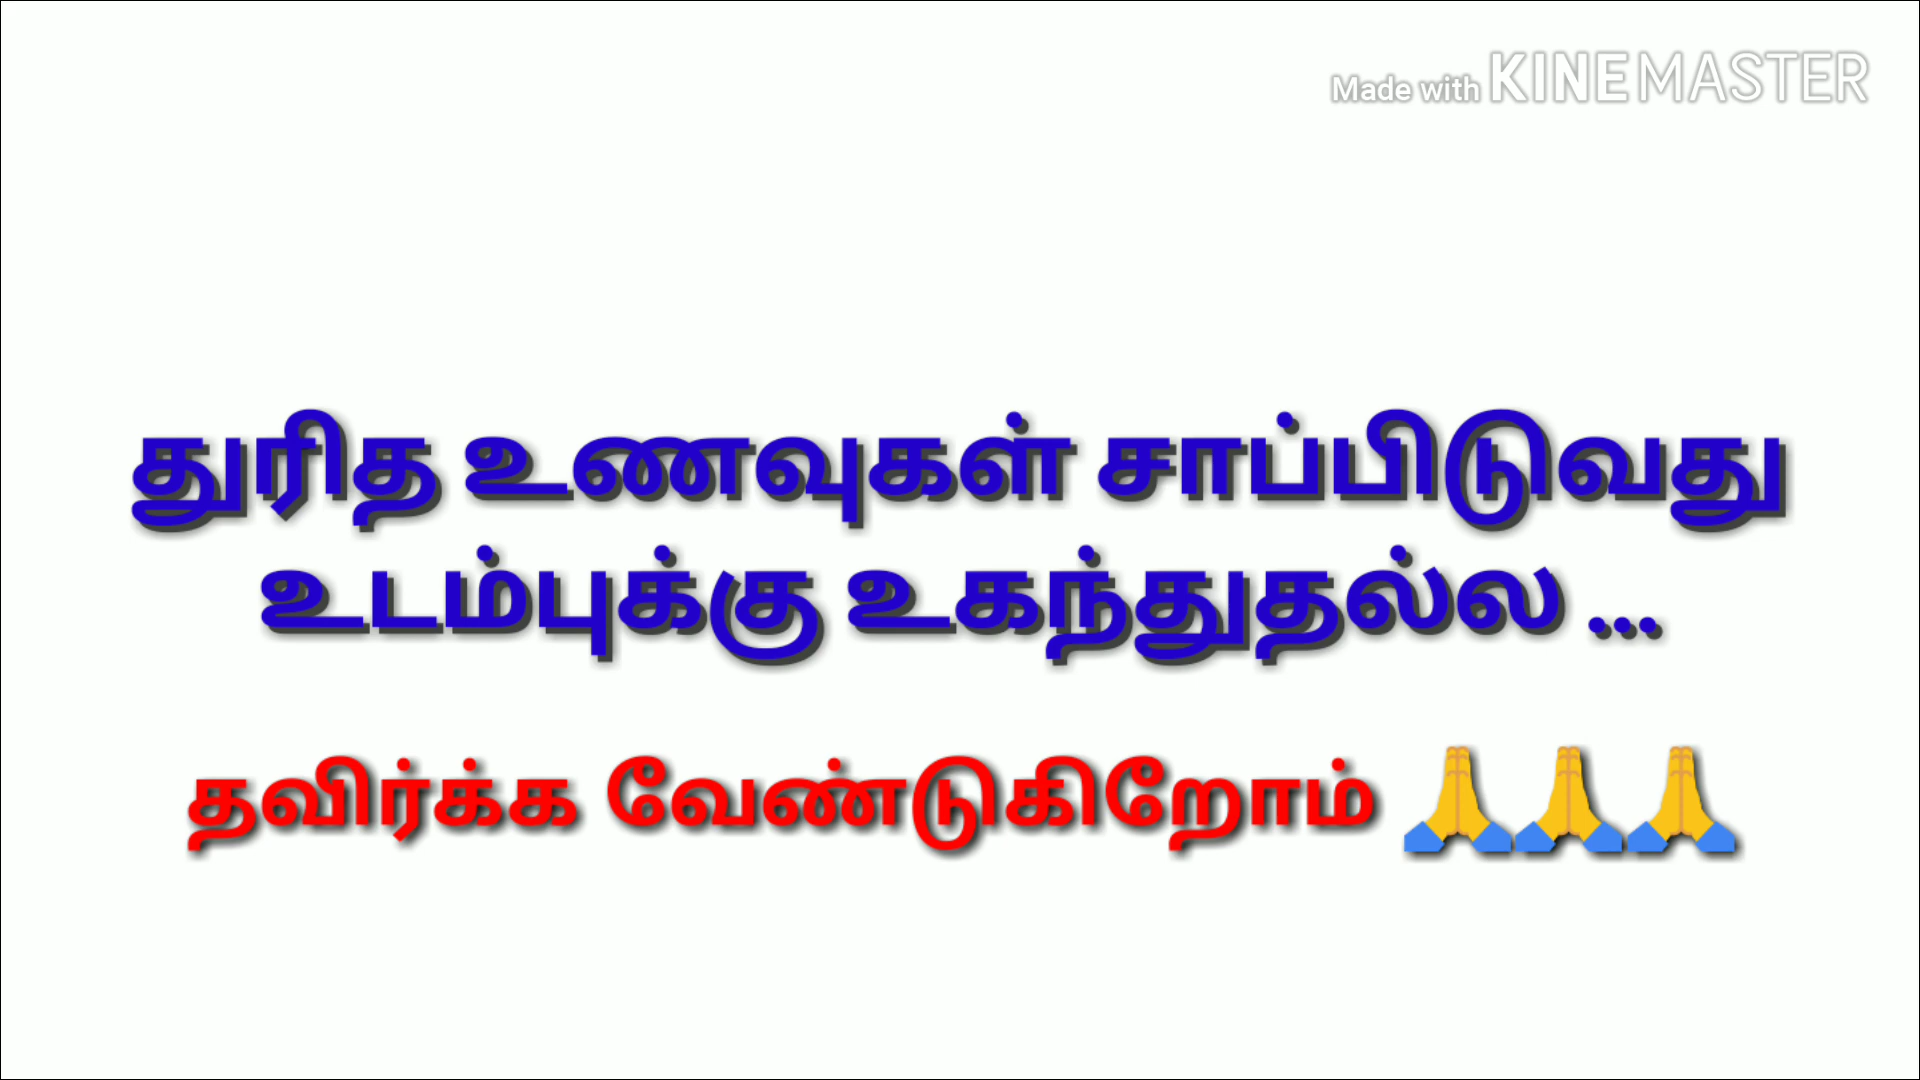 Made with KINEMASTER
துரித உணவுகள் சாப்பிடுவது
உடம்புக்கு உகந்துதல்ல ...
தவிர்க்க வேண்டுகிறோம் 🙏🙏🙏